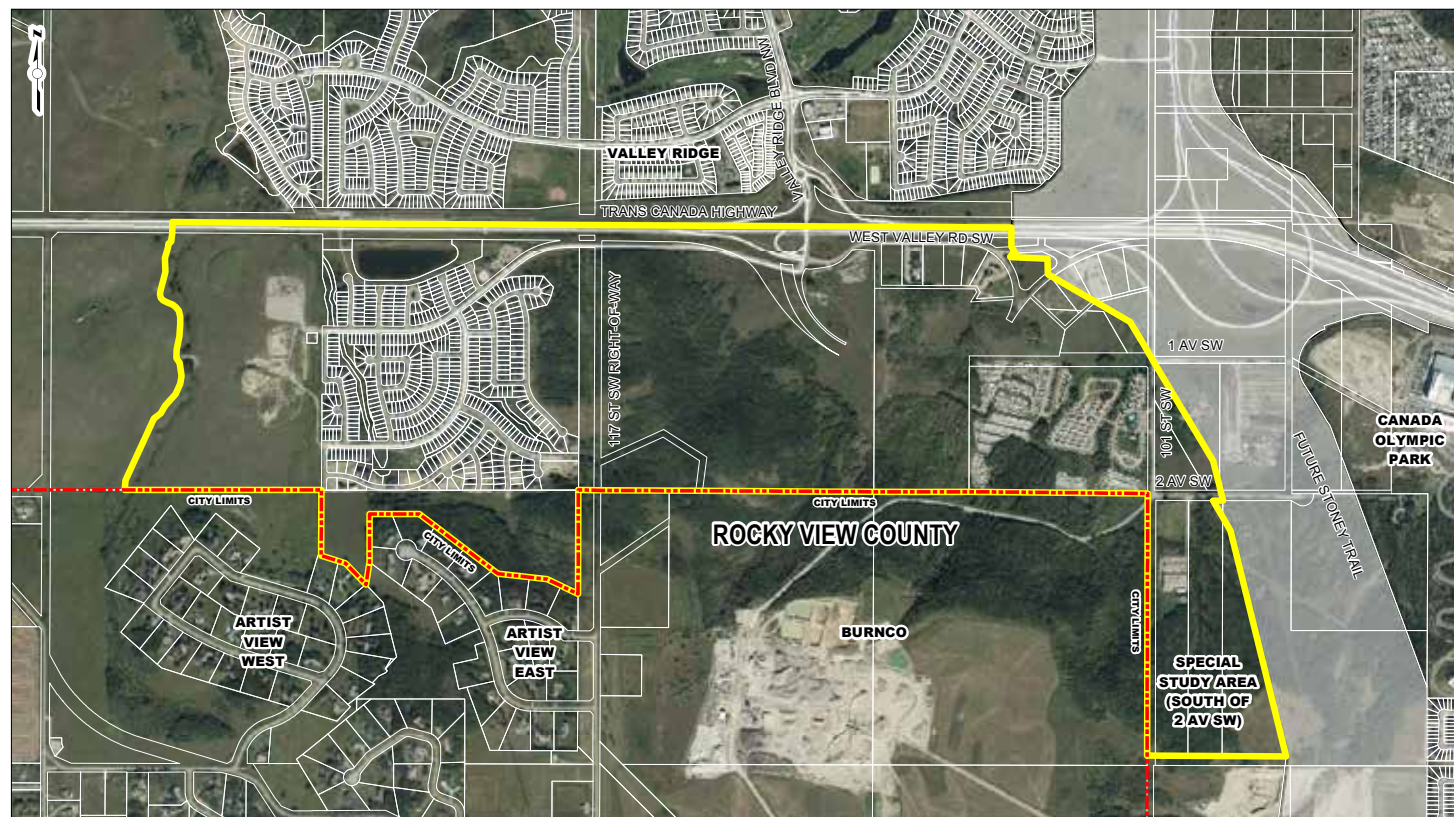 N
VALLEY RIDGE BLVD NW
VALLEY RIDGE
TRANS CANADA HIGHWAY
WEST VALLEY RD SW
117 ST SW RIGHT-OF-WAY
1 AV SW
101 ST SW
CANADA
OLYMPIC
PARK
FUTURE STONEY TRAIL
2 AV SW
CITY LIMITS
CITY LIMITS
CITY LIMITS
ROCKY VIEW COUNTY
CITY LIMITS
ARTIST
VIEW
WEST
ARTIST
VIEW
EAST
BURNCO
SPECIAL
STUDY AREA
(SOUTH OF
2 AV SW)